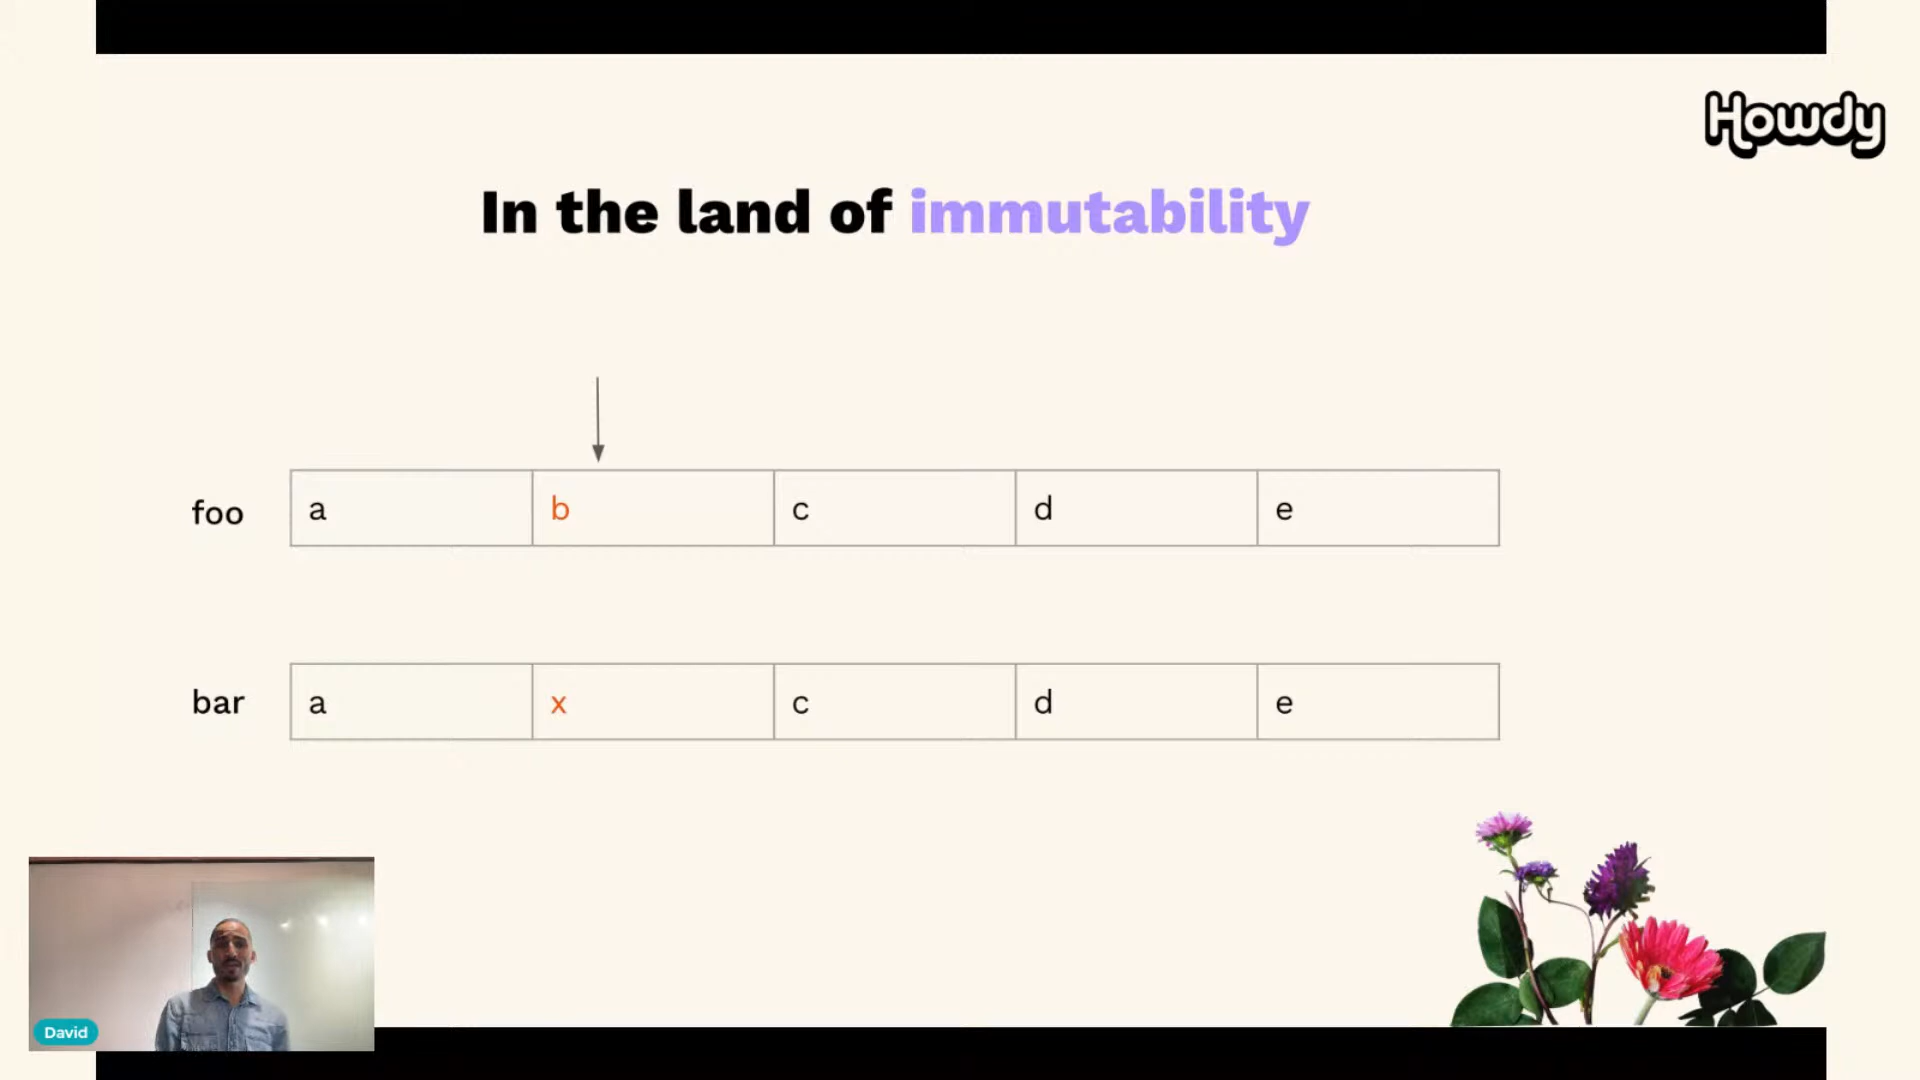 Howdy
In the land of immutability
foo a b c d e
bar a x c d e
David